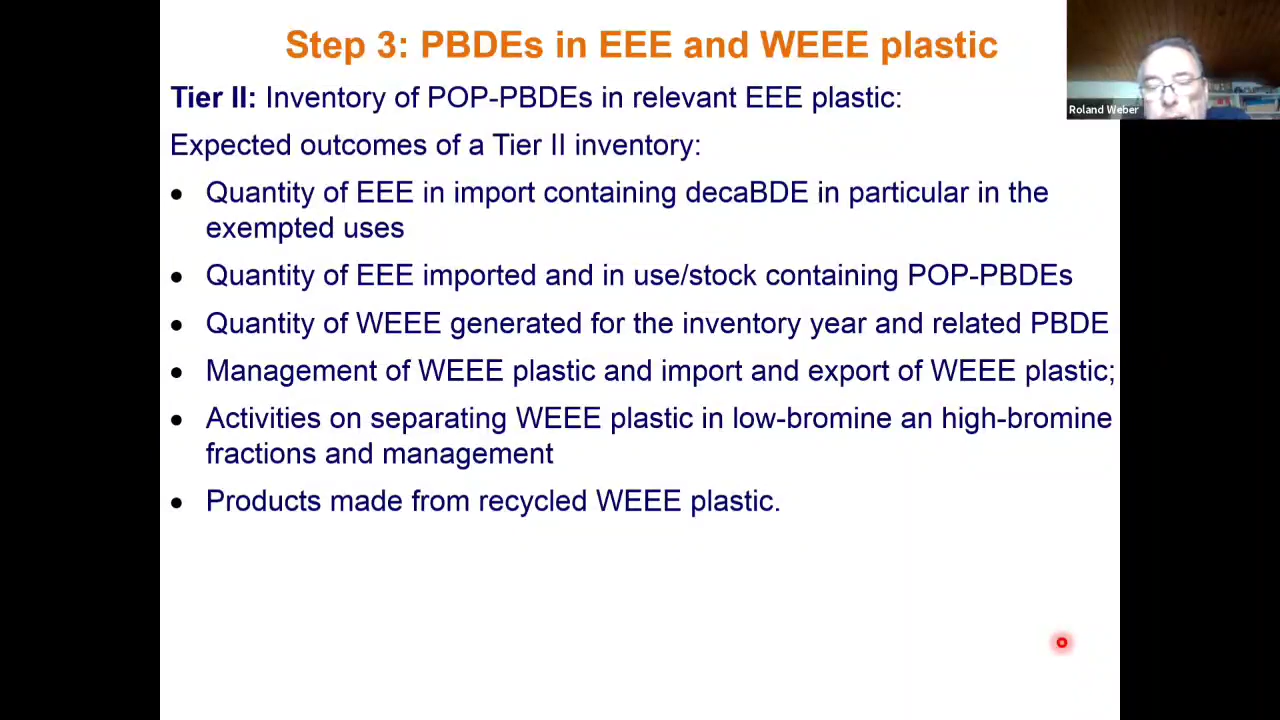 Step 3: PBDEs in EEE and WEEE plastic
Roland Weber
Tier II: Inventory of POP-PBDEs in relevant EEE plastic:
Expected outcomes of a Tier II inventory:
• Quantity of EEE in import containing decaBDE in particular in the
exempted uses
• Quantity of EEE imported and in use/stock containing POP-PBDEs
• Quantity of WEEE generated for the inventory year and related PBDE
• Management of WEEE plastic and import and export of WEEE plastic;
• Activities on separating WEEE plastic in low-bromine an high-bromine
fractions and management
• Products made from recycled WEEE plastic.